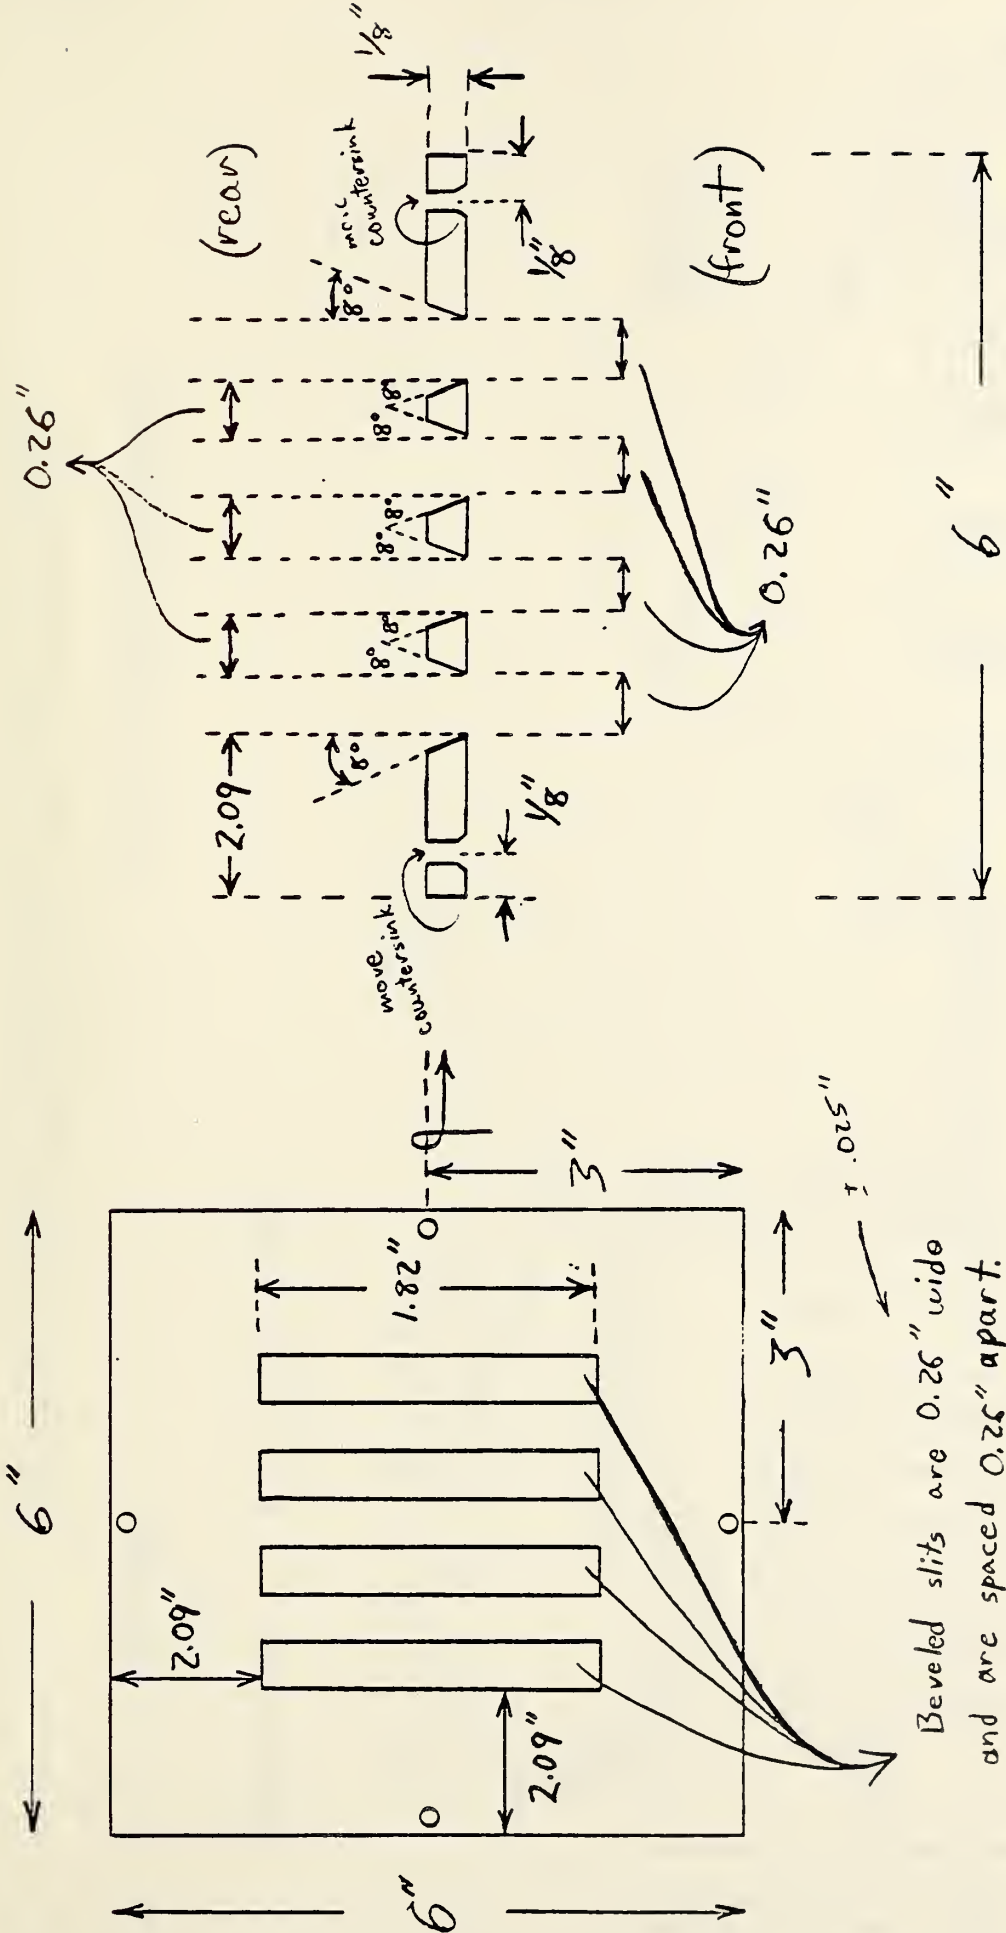 6"
6"
2.09"
2.09"
1.82"
3"
3"
Beveled slits are 0.26" wide
and are spaced 0.26" apart.
± .025"
move
countersink
2.09
8°
1/8"
0.26"
8° 8°
8° 8°
8° 8°
8°
(rear)
countersink
1/8"
1/8"
0.26"
(front)
6"